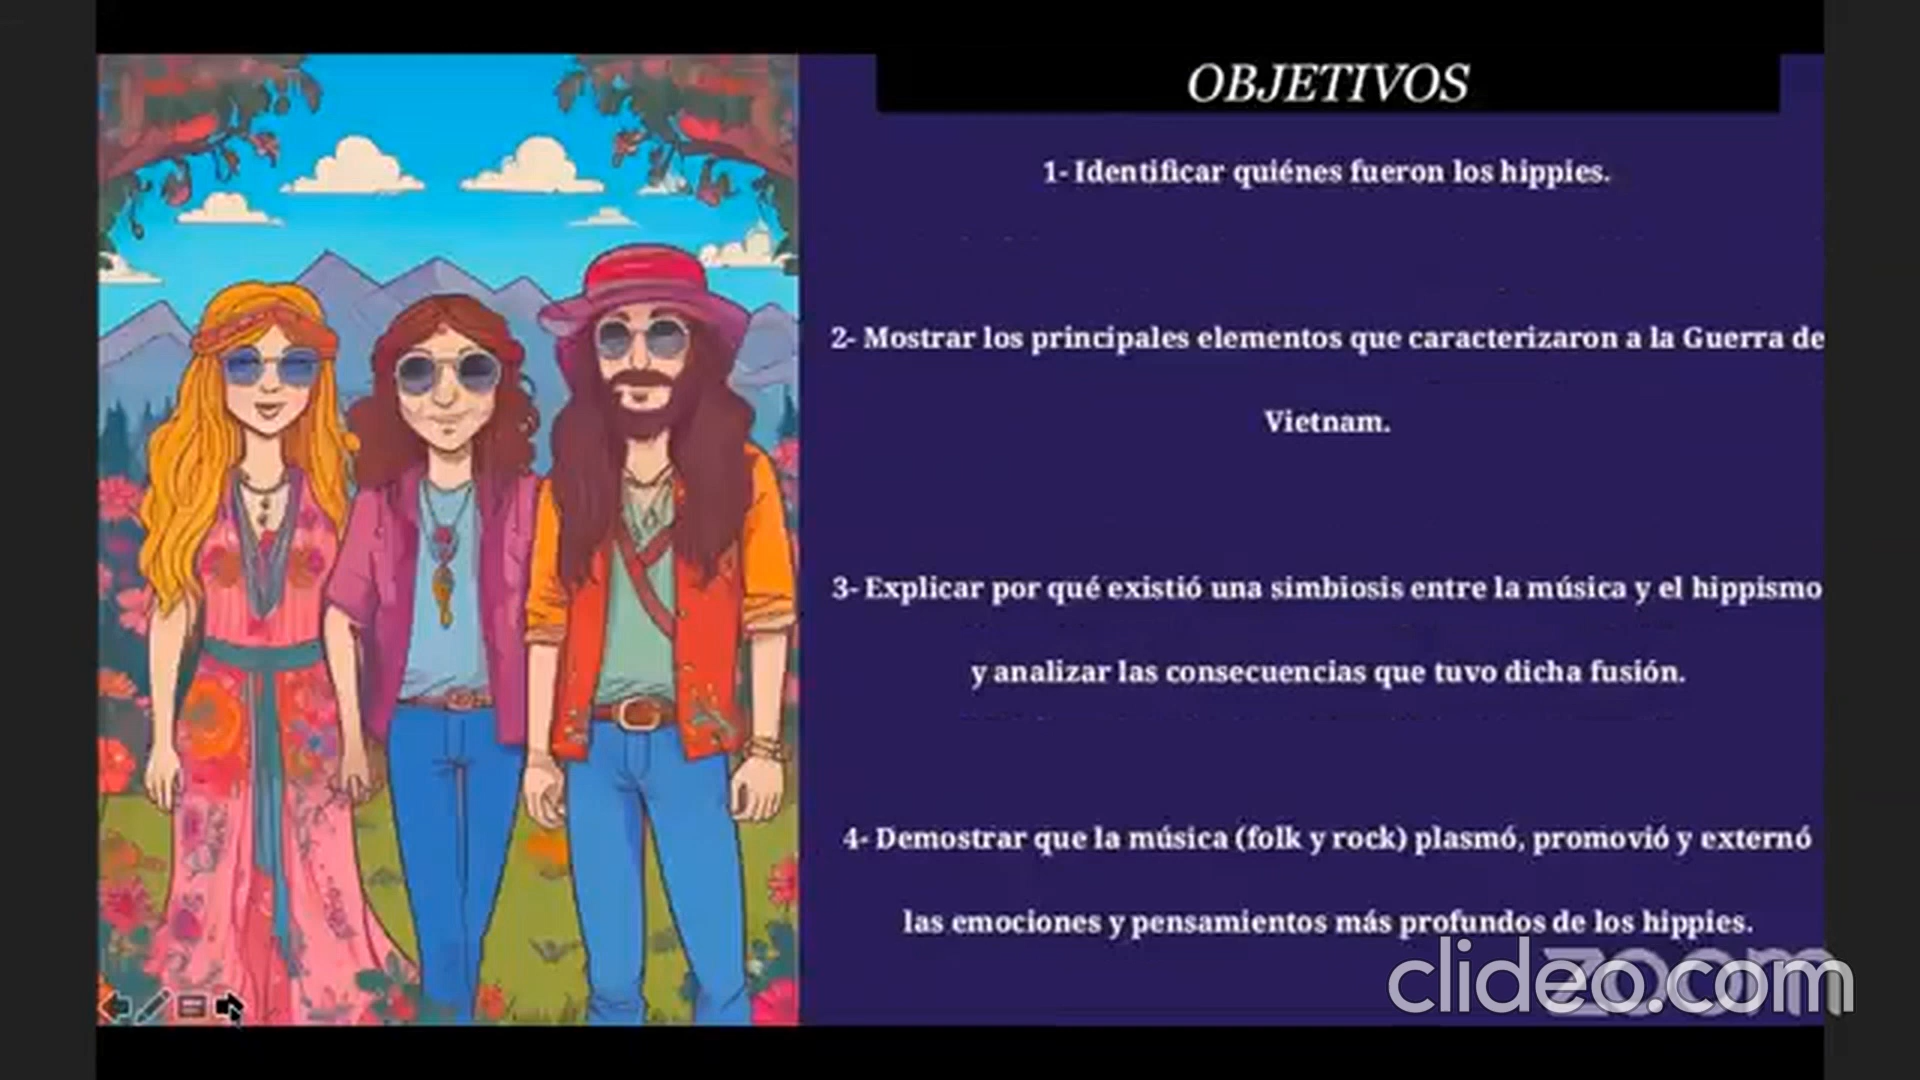 OBJETIVOS
1- Identificar quiénes fueron los hippies.
2- Mostrar los principales elementos que caracterizaron a la Guerra de
Vietnam.
3- Explicar por qué existió una simbiosis entre la música y el hippismo
y analizar las consecuencias que tuvo dicha fusión.
4- Demostrar que la música (folk y rock) plasmó, promovió y externó
las emociones y pensamientos más profundos de los hippies.
zoom
clideo.com